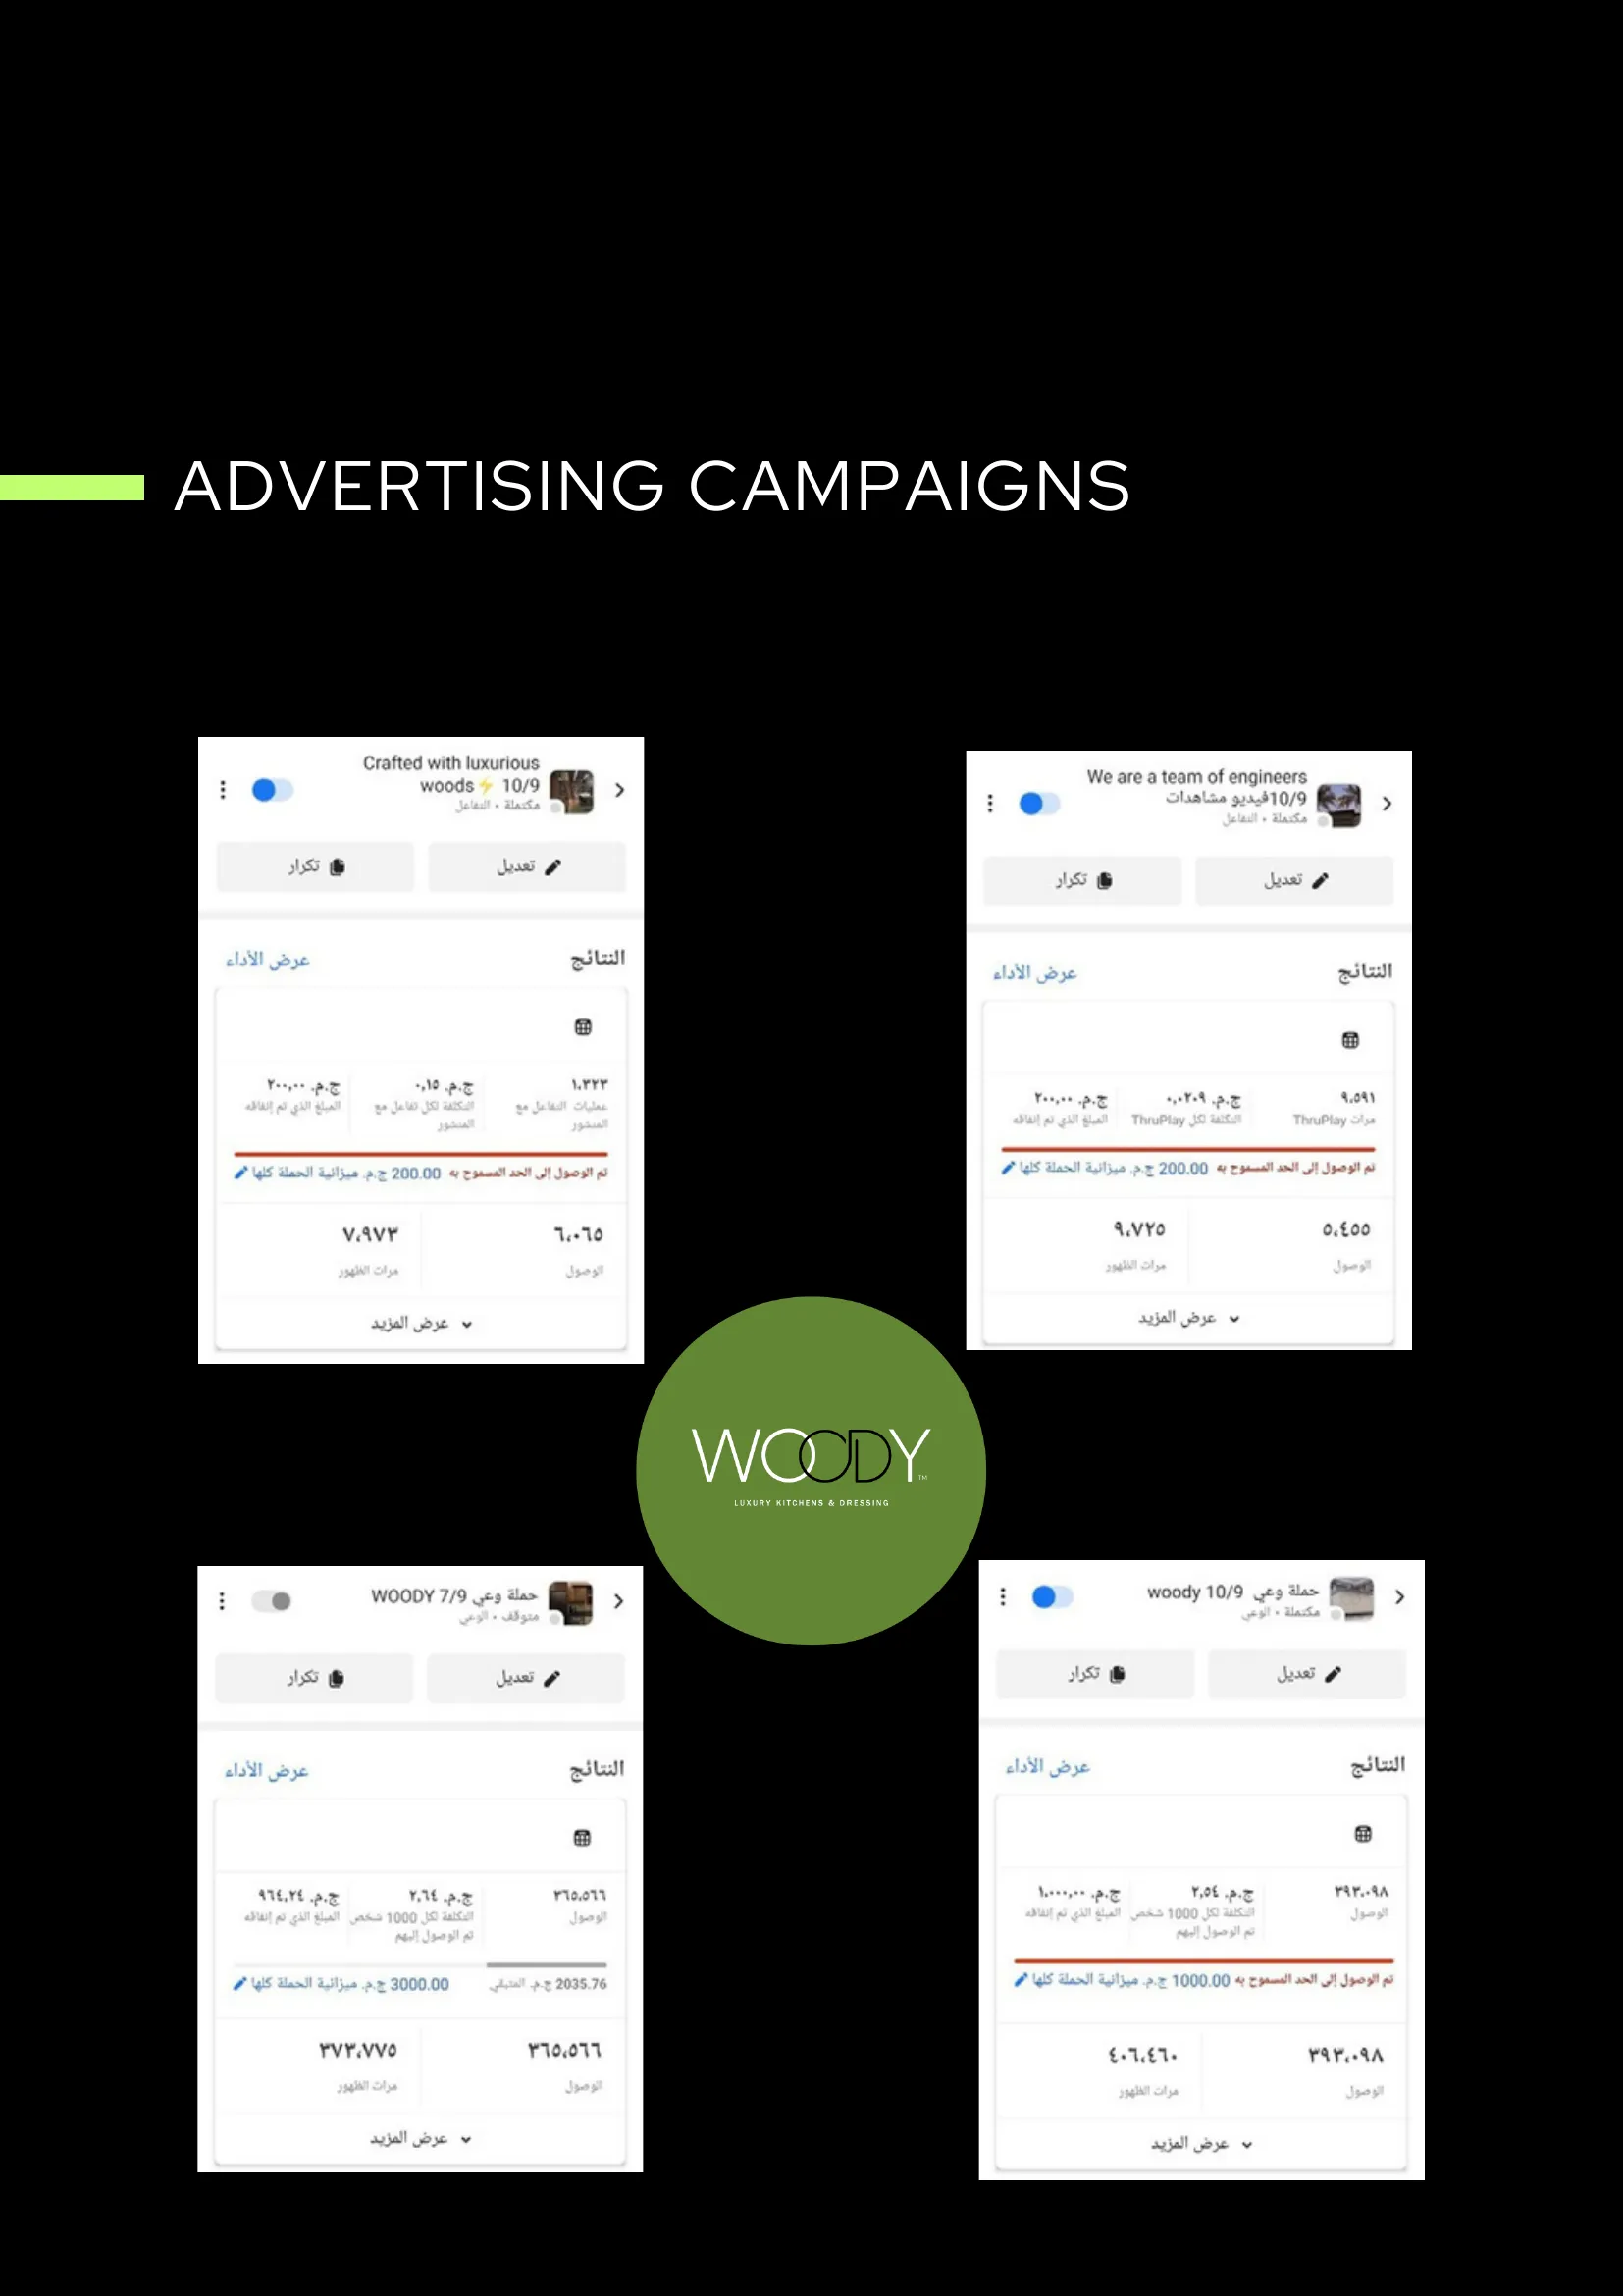 ADVERTISING CAMPAIGNS
Crafted with luxurious
woods⚡ 10/9
مكتملة • التفاعل
تعديل
تكرار
النتائج
عرض الأداء
١،٣٢٣
ج.م. ٠,١٥
ج.م. ٢٠٠,٠٠
عمليات التفاعل مع
المنشور
التكلفة لكل تفاعل مع
المنشور
المبلغ الذي تم إنفاقه
تم الوصول إلى الحد المسموح به 200.00 ج.م. ميزانية الحملة كلها
٦،٠٦٥
٧،٩٧٣
الوصول
مرات الظهور
عرض المزيد
We are a team of engineers
10/9فيديو مشاهدات
مكتملة • التفاعل
تعديل
تكرار
النتائج
عرض الأداء
٩،٥٩١
ج.م. ٠,٠٢٠٩
ج.م. ٢٠٠,٠٠
مرات ThruPlay
التكلفة لكل ThruPlay
المبلغ الذي تم إنفاقه
تم الوصول إلى الحد المسموح به 200.00 ج.م. ميزانية الحملة كلها
٥،٤٥٥
٩،٧٢٥
الوصول
مرات الظهور
عرض المزيد
WOODY™
LUXURY KITCHENS & DRESSING
حملة وعي WOODY 7/9
متوقف • الوعي
تعديل
تكرار
النتائج
عرض الأداء
٣٦٥،٥٦٦
ج.م. ٢,٦٤
ج.م. ٩٦٤,٢٤
الوصول
التكلفة لكل 1000 شخص
تم الوصول إليهم
المبلغ الذي تم إنفاقه
2035.76 ج.م. المتبقي
3000.00 ج.م. ميزانية الحملة كلها
٣٦٥،٥٦٦
٣٧٣،٧٧٥
الوصول
مرات الظهور
عرض المزيد
حملة وعي woody 10/9
مكتملة • الوعي
تعديل
تكرار
النتائج
عرض الأداء
٣٩٣،٠٩٨
ج.م. ٢,٥٤
ج.م. ١،٠٠٠,٠٠
الوصول
التكلفة لكل 1000 شخص
تم الوصول إليهم
المبلغ الذي تم إنفاقه
تم الوصول إلى الحد المسموح به 1000.00 ج.م. ميزانية الحملة كلها
٣٩٣،٠٩٨
٤٠٦،٤٦٠
الوصول
مرات الظهور
عرض المزيد